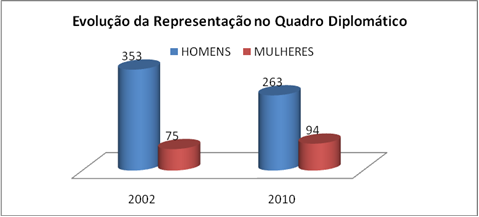 Evolução da Representação no Quadro Diplomático
HOMENS MULHERES
353
75
263
94
2002 2010